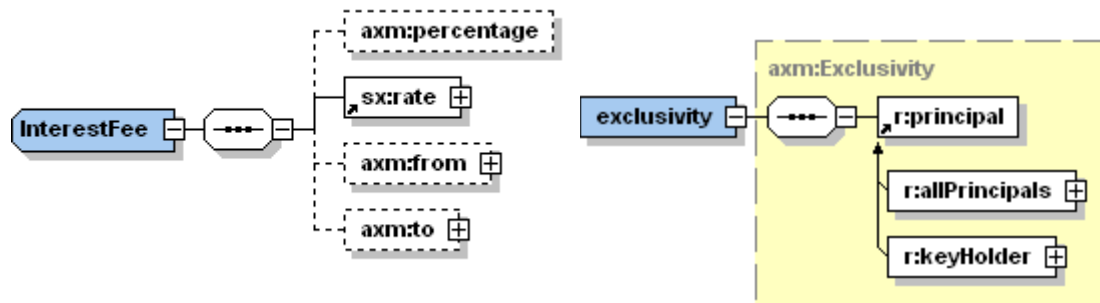 axm:percentage
sx:rate
InterestFee
axm:from
axm:to
axm:Exclusivity
exclusivity
r:principal
r:allPrincipals
r:keyHolder